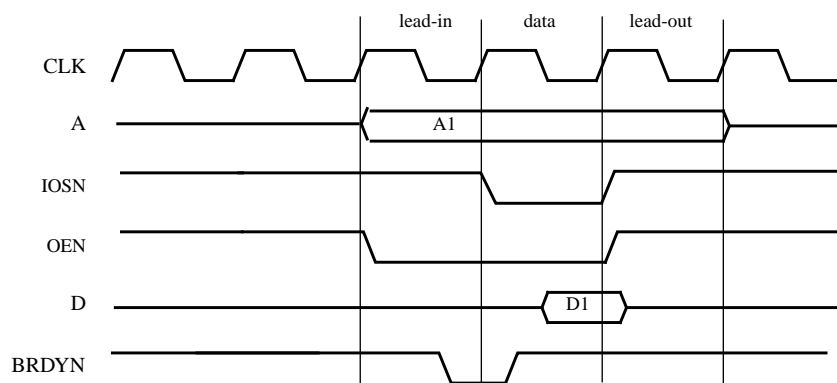 lead-in data lead-out
CLK
A A1
IOSN
OEN
D D1
BRDYN